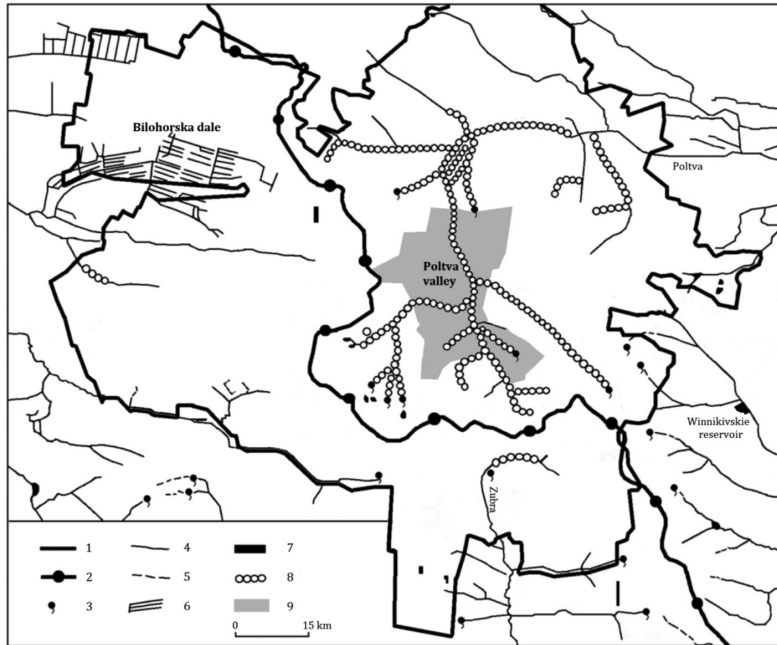 Bilohorska dale
Poltva
Poltva
valley
Winnikivskie
reservoir
Zubra
1 4 7
2 5 8
3 6 9
0 15 km